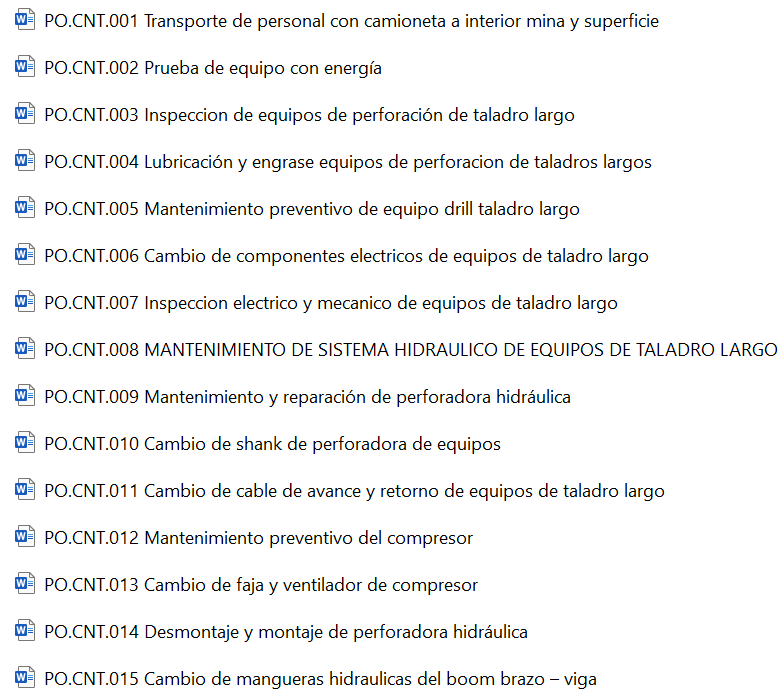 PO.CNT.001 Transporte de personal con camioneta a interior mina y superficie
PO.CNT.002 Prueba de equipo con energía
PO.CNT.003 Inspeccion de equipos de perforación de taladro largo
PO.CNT.004 Lubricación y engrase equipos de perforacion de taladros largos
PO.CNT.005 Mantenimiento preventivo de equipo drill taladro largo
PO.CNT.006 Cambio de componentes electricos de equipos de taladro largo
PO.CNT.007 Inspeccion electrico y mecanico de equipos de taladro largo
PO.CNT.008 MANTENIMIENTO DE SISTEMA HIDRAULICO DE EQUIPOS DE TALADRO LARGO
PO.CNT.009 Mantenimiento y reparación de perforadora hidráulica
PO.CNT.010 Cambio de shank de perforadora de equipos
PO.CNT.011 Cambio de cable de avance y retorno de equipos de taladro largo
PO.CNT.012 Mantenimiento preventivo del compresor
PO.CNT.013 Cambio de faja y ventilador de compresor
PO.CNT.014 Desmontaje y montaje de perforadora hidráulica
PO.CNT.015 Cambio de mangueras hidraulicas del boom brazo – viga